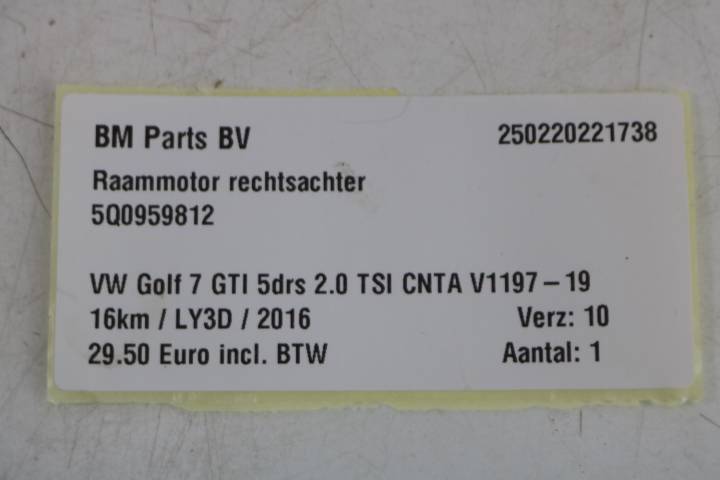 BM Parts BV 250220221738
Raammotor rechtsachter
5Q0959812
VW Golf 7 GTI 5drs 2.0 TSI CNTA V1197 – 19
16km / LY3D / 2016 Verz: 10
29.50 Euro incl. BTW Aantal: 1